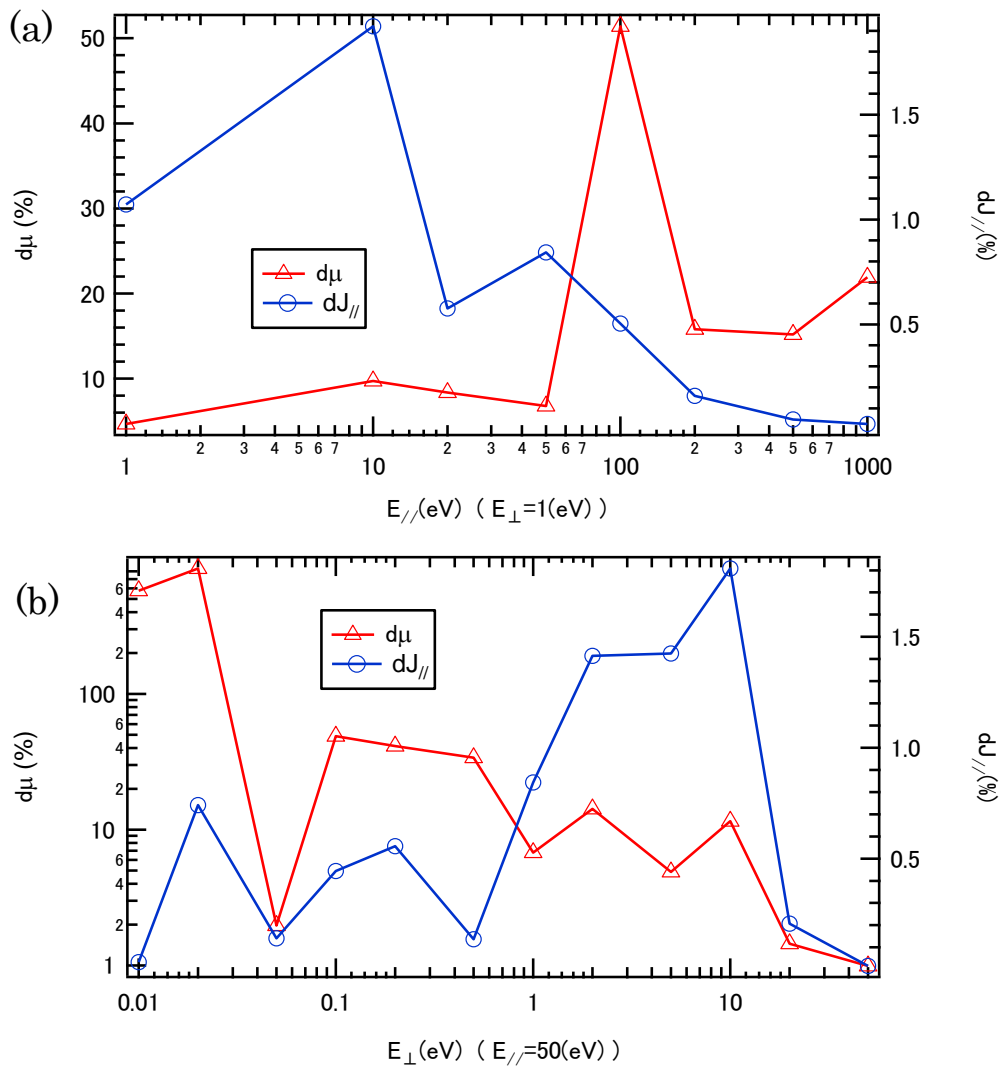 (a)
50
40
30
20
10
dμ (%)
1.5
1.0
0.5
dJ//(%)
dμ
dJ//
1 2 3 4 5 6 7 10 2 3 4 5 6 7 100 2 3 4 5 6 7 1000
E//(eV) ( E⊥=1(eV) )
(b)
6
4
2
100
6
4
2
10
6
4
2
1
dμ (%)
1.5
1.0
0.5
dJ//(%)
dμ
dJ//
0.01 0.1 1 10
E⊥(eV) ( E//=50(eV) )